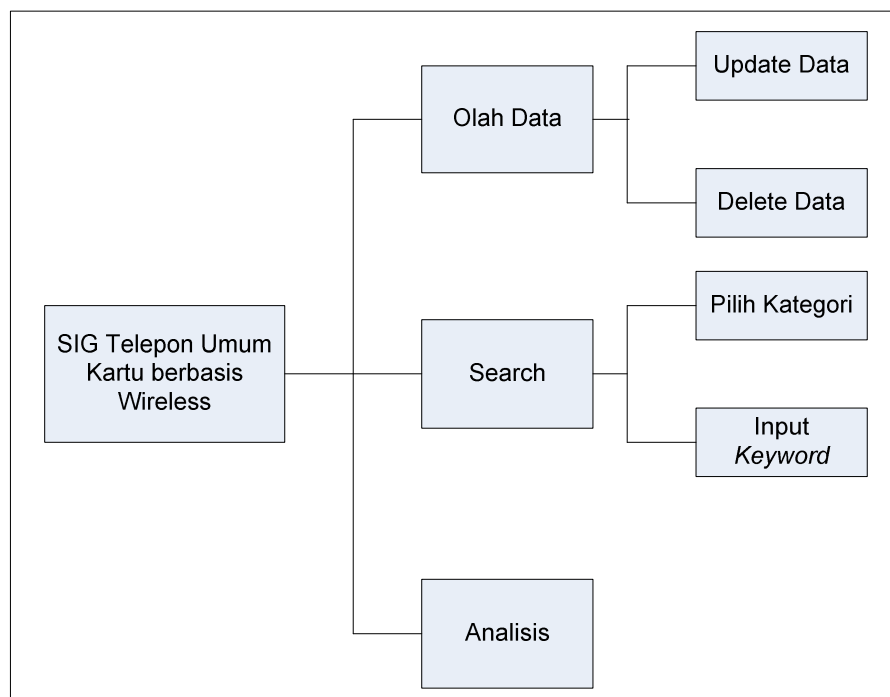 SIG Telepon Umum
Kartu berbasis
Wireless
Olah Data
Update Data
Delete Data
Search
Pilih Kategori
Input
Keyword
Analisis